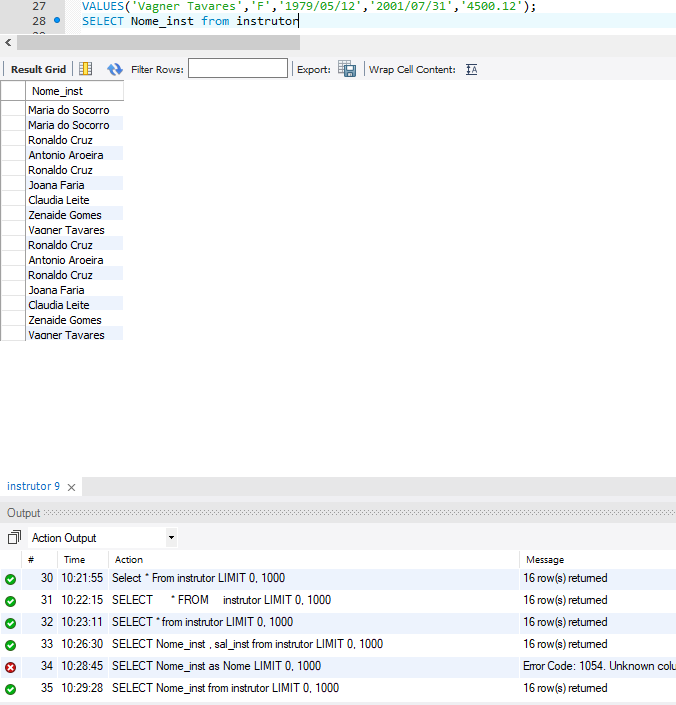 27 VALUES('Vagner Tavares','F','1979/05/12','2001/07/31','4500.12');
28 SELECT Nome_inst from instrutor
Result Grid Filter Rows: Export: Wrap Cell Content: IA
Nome_inst
Maria do Socorro
Maria do Socorro
Ronaldo Cruz
Antonio Aroeira
Ronaldo Cruz
Joana Faria
Claudia Leite
Zenaide Gomes
Vagner Tavares
Ronaldo Cruz
Antonio Aroeira
Ronaldo Cruz
Joana Faria
Claudia Leite
Zenaide Gomes
Vagner Tavares
instrutor 9
Output
Action Output
# Time Action Message
30 10:21:55 Select * From instrutor LIMIT 0, 1000 16 row(s) returned
31 10:22:15 SELECT * FROM instrutor LIMIT 0, 1000 16 row(s) returned
32 10:23:11 SELECT * from instrutor LIMIT 0, 1000 16 row(s) returned
33 10:26:30 SELECT Nome_inst , sal_inst from instrutor LIMIT 0, 1000 16 row(s) returned
34 10:28:45 SELECT Nome_inst as Nome LIMIT 0, 1000 Error Code: 1054. Unknown colu
35 10:29:28 SELECT Nome_inst from instrutor LIMIT 0, 1000 16 row(s) returned